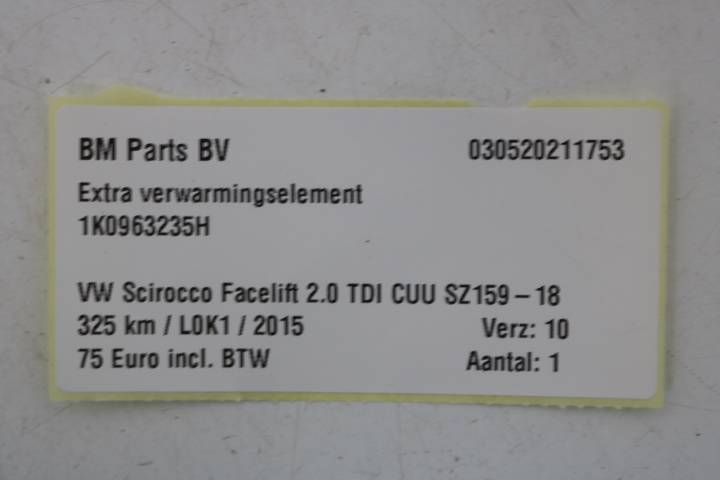 BM Parts BV 030520211753
Extra verwarmingselement
1K0963235H
VW Scirocco Facelift 2.0 TDI CUU SZ159 – 18
325 km / L0K1 / 2015 Verz: 10
75 Euro incl. BTW Aantal: 1